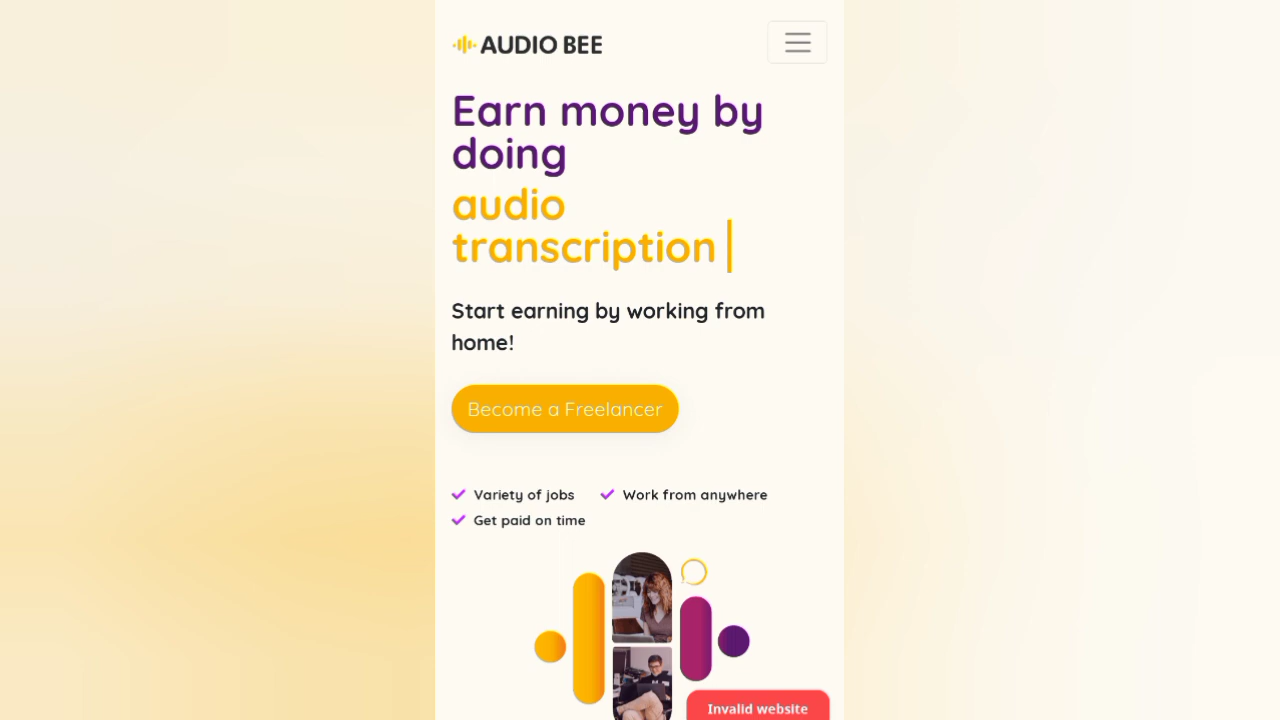 AUDIO BEE
Earn money by
doing
audio
transcription
Start earning by working from
home!
Become a Freelancer
Variety of jobs
Work from anywhere
Get paid on time
Invalid website